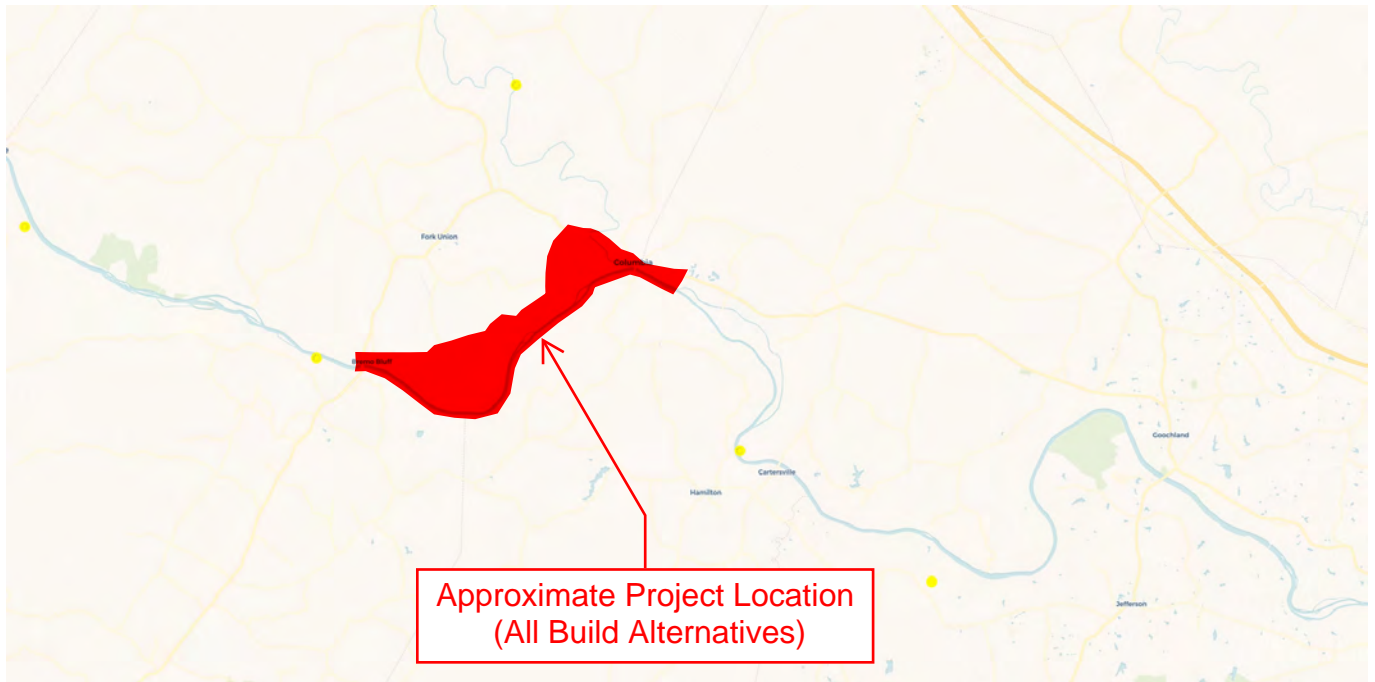 Fork Union
Columbia
Bremo Bluff
Goochland
Cartersville
Hamilton
Jefferson
Approximate Project Location
(All Build Alternatives)